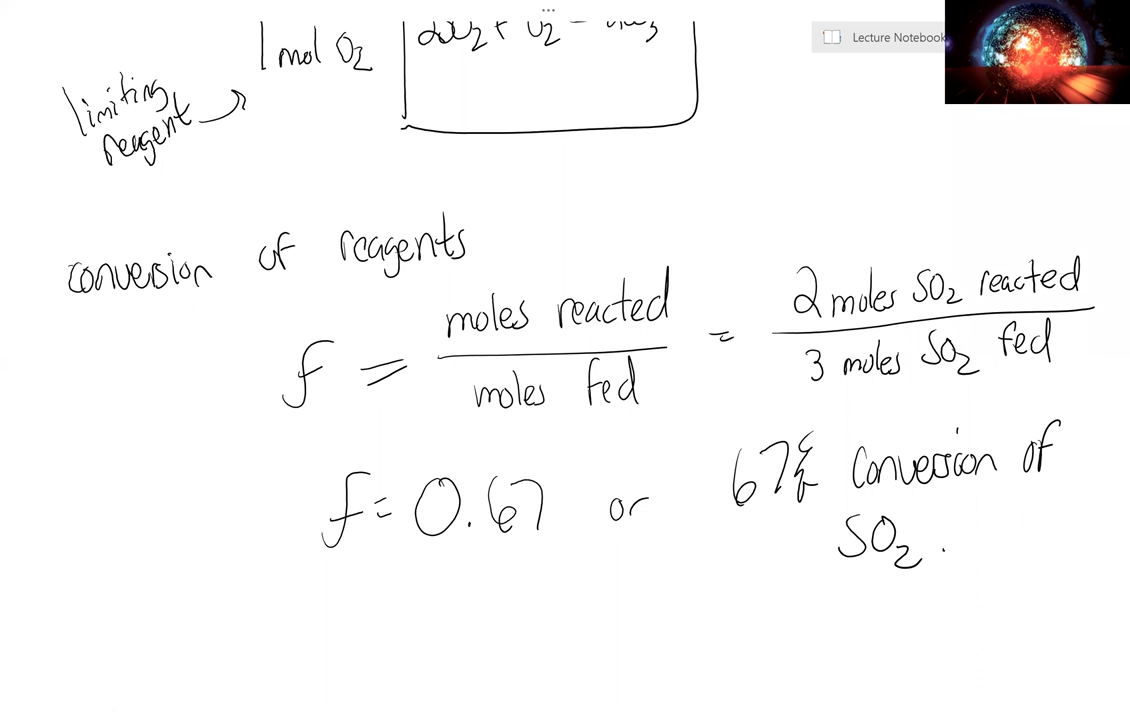 1 mol O2
Lecture Notebook
limiting
reagent
conversion of reagents
f = moles reacted / moles fed = 2 moles SO2 reacted / 3 moles SO2 fed
f = 0.67 or 67% conversion of
SO2.